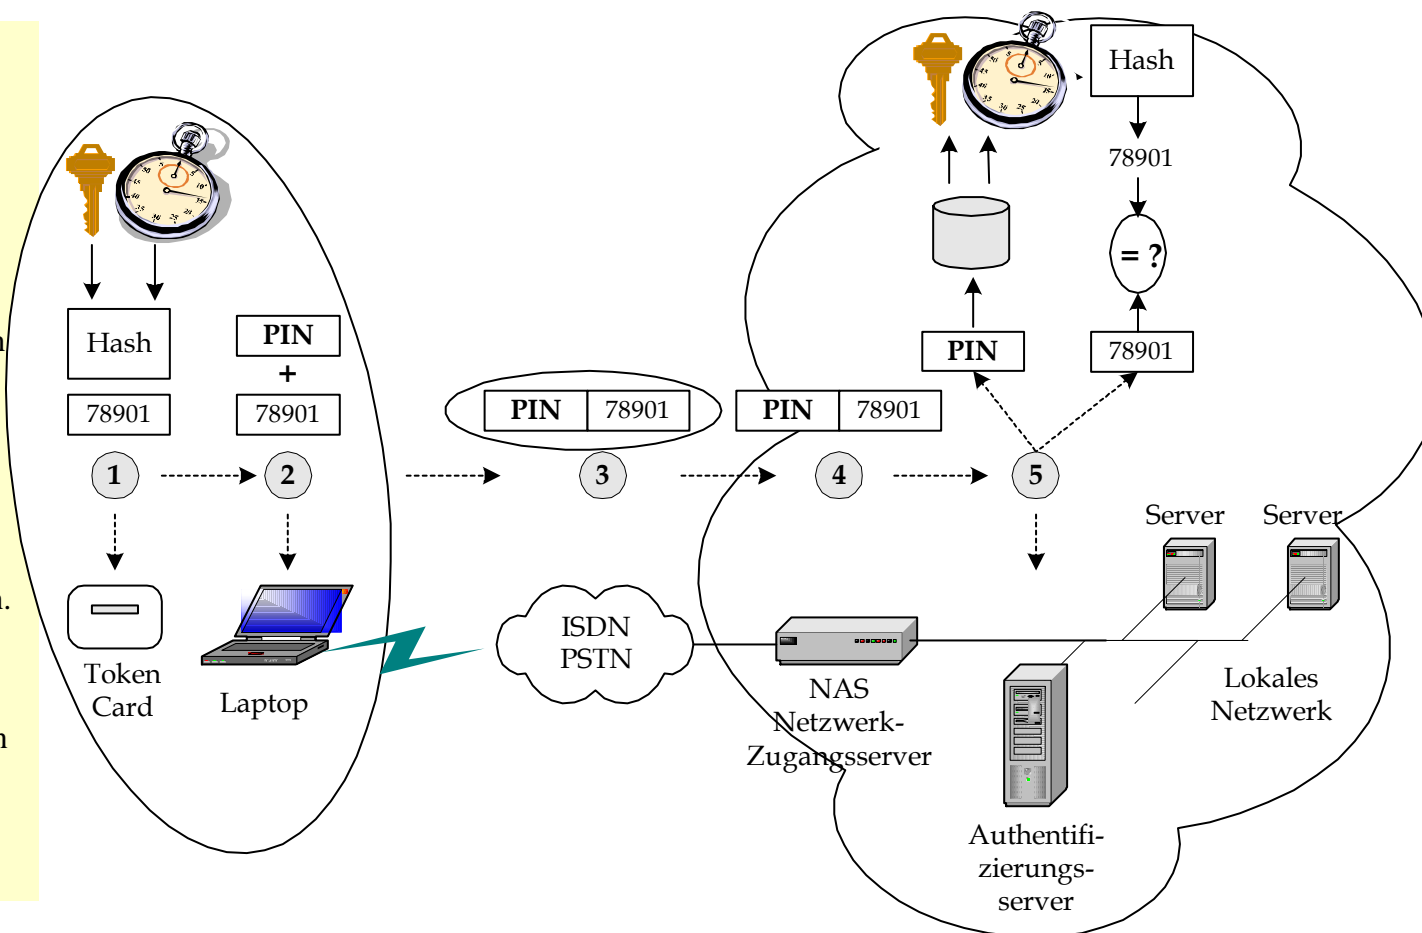 Hash
78901
= ?
Hash
PIN
+
78901
78901
PIN
78901
PIN 78901
PIN 78901
1
2
3
4
5
Server
Server
Token
Card
Laptop
ISDN
PSTN
NAS
Netzwerk-
Zugangsserver
Lokales
Netzwerk
Authentifi-
zierungs-
server